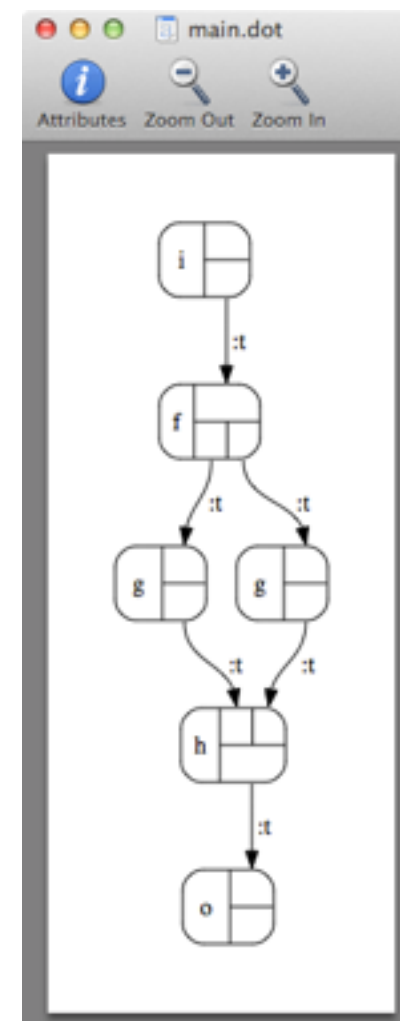 main.dot
Attributes Zoom Out Zoom In
i
:t
f
:t :t
g g
:t :t
h
:t
o